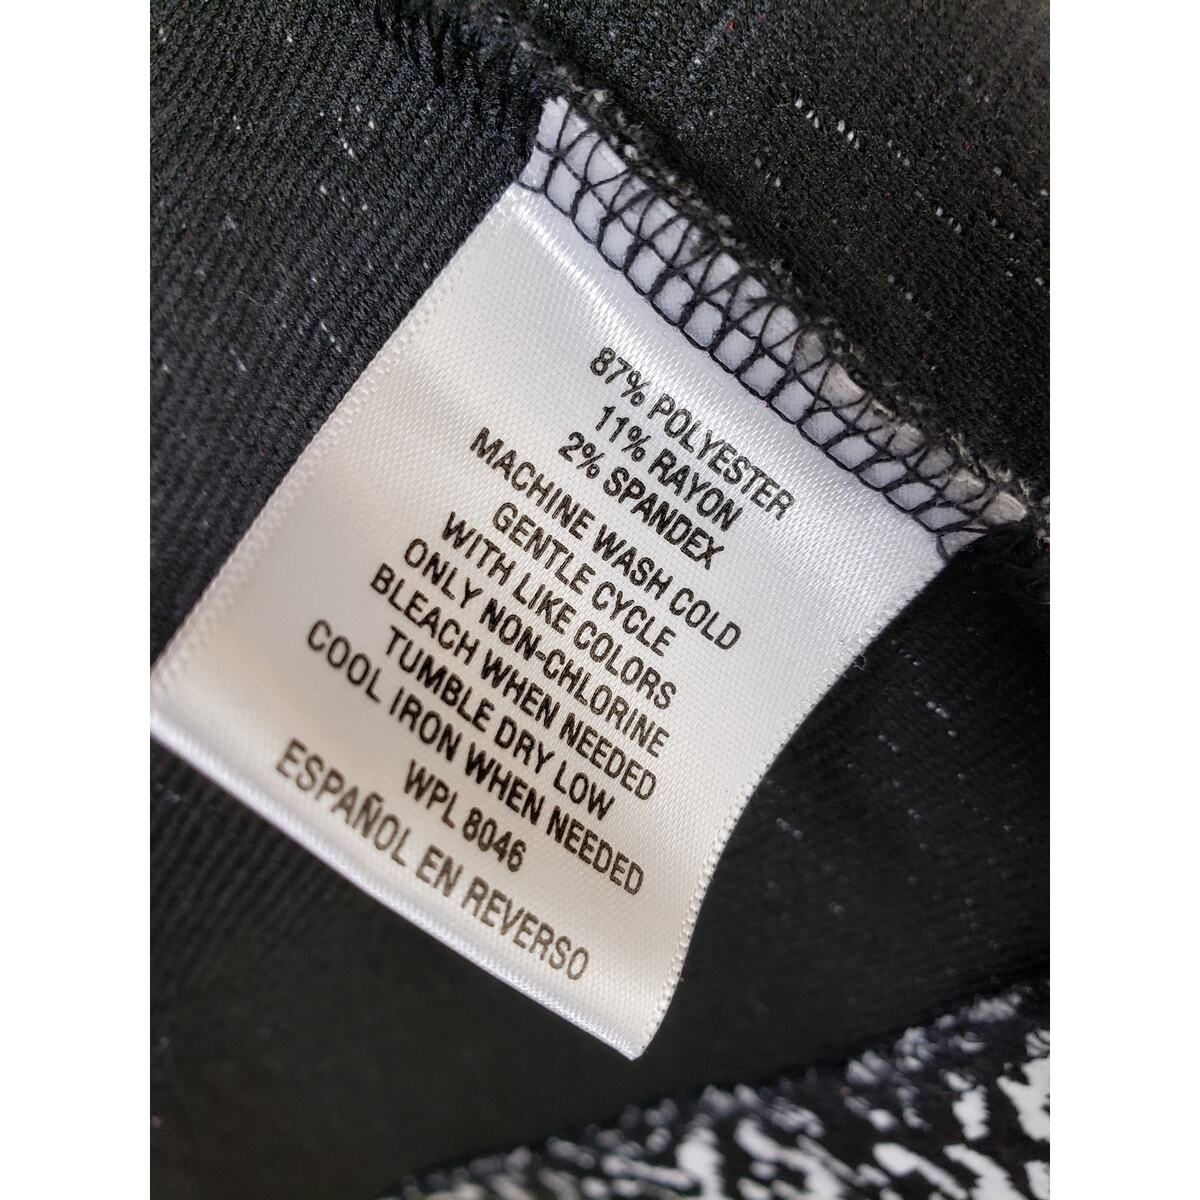 87% POLYESTER
11% RAYON
2% SPANDEX
MACHINE WASH COLD
GENTLE CYCLE
WITH LIKE COLORS
ONLY NON-CHLORINE
BLEACH WHEN NEEDED
TUMBLE DRY LOW
COOL IRON WHEN NEEDED
WPL 8046
ESPAÑOL EN REVERSO